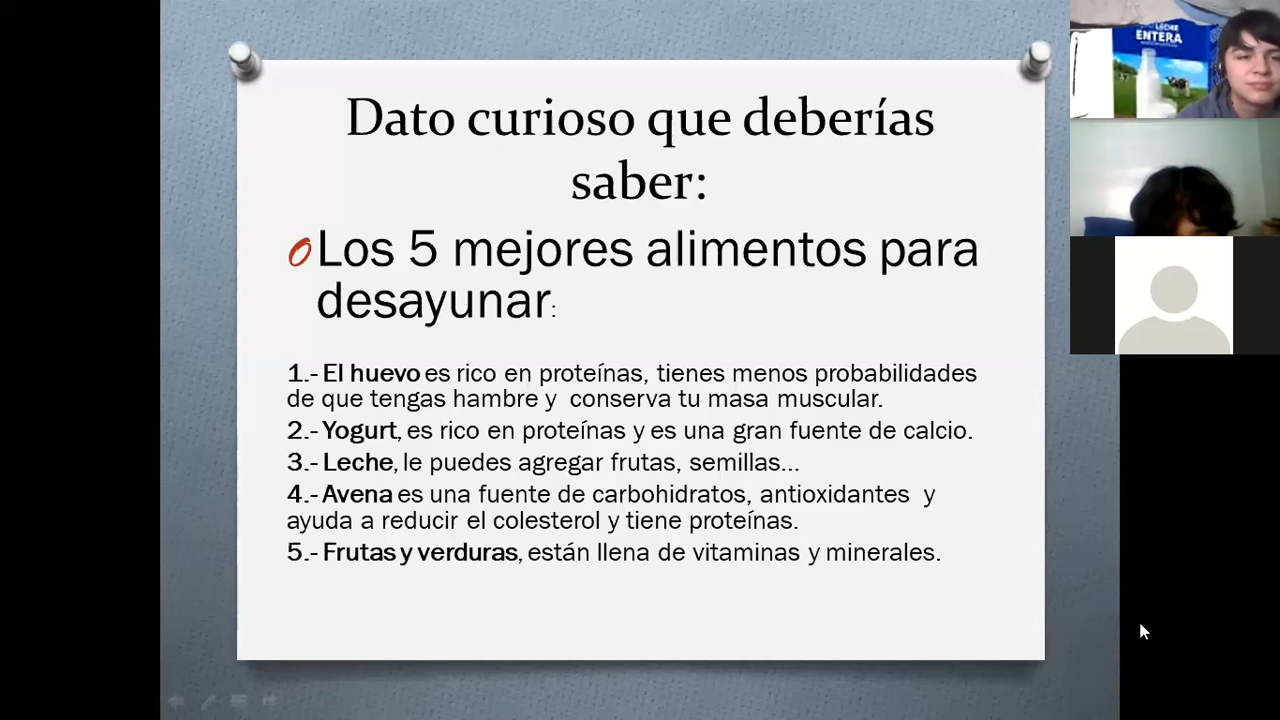 Dato curioso que deberías
saber:
Los 5 mejores alimentos para
desayunar:
1.- El huevo es rico en proteínas, tienes menos probabilidades
de que tengas hambre y conserva tu masa muscular.
2.- Yogurt, es rico en proteínas y es una gran fuente de calcio.
3.- Leche, le puedes agregar frutas, semillas...
4.- Avena es una fuente de carbohidratos, antioxidantes y
ayuda a reducir el colesterol y tiene proteínas.
5.- Frutas y verduras, están llena de vitaminas y minerales.
LECHE
ENTERA